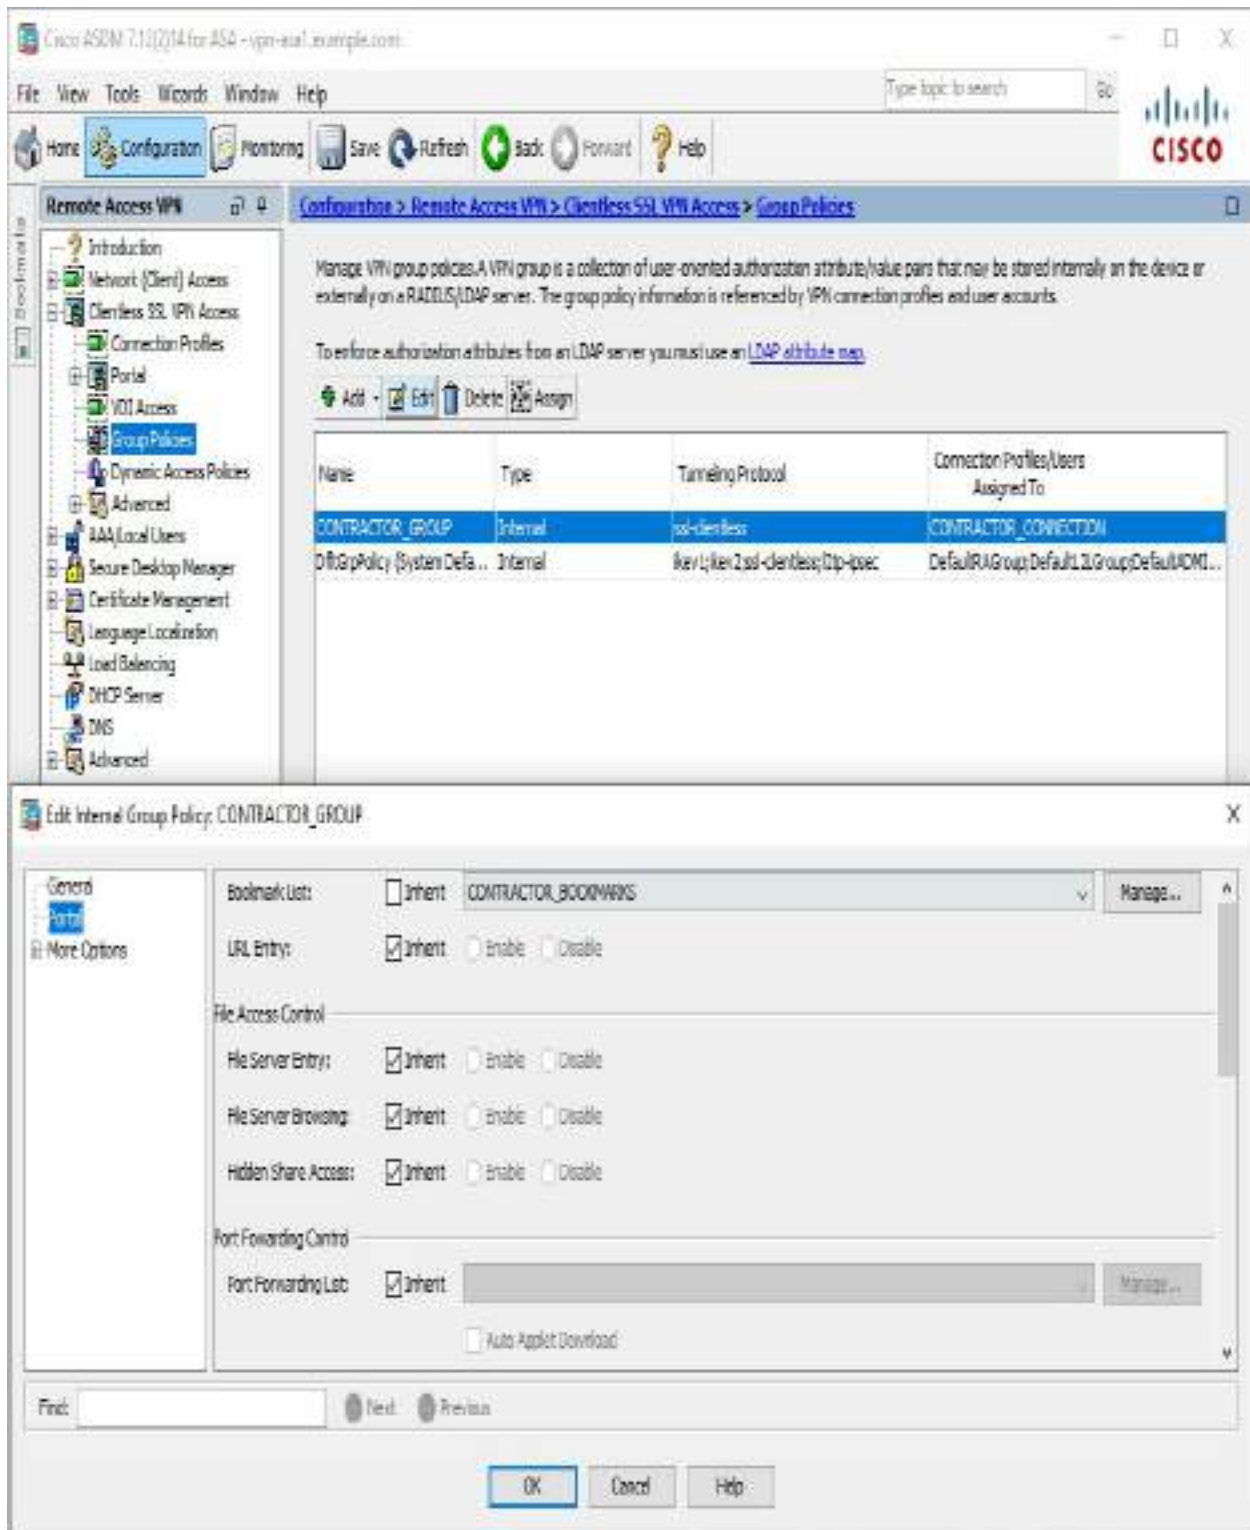 Cisco ASDM 7.12(2)14 for ASA - vpn-asa1.example.com
File View Tools Wizards Window Help
Type topic to search Go
Home Configuration Monitoring Save Refresh Back Forward Help
CISCO
Bookmarks
Remote Access VPN
Introduction
Network (Client) Access
Clientless SSL VPN Access
Connection Profiles
Portal
VDI Access
Group Policies
Dynamic Access Policies
Advanced
AAA/Local Users
Secure Desktop Manager
Certificate Management
Language Localization
Load Balancing
DHCP Server
DNS
Advanced
Configuration > Remote Access VPN > Clientless SSL VPN Access > Group Policies
Manage VPN group policies.A VPN group is a collection of user-oriented authorization attribute/value pairs that may be stored internally on the device or
externally on a RADIUS/LDAP server. The group policy information is referenced by VPN connection profiles and user accounts.
To enforce authorization attributes from an LDAP server you must use an LDAP attribute map.
Add Edit Delete Assign
Name Type Tunneling Protocol Connection Profiles/Users
Assigned To
CONTRACTOR_GROUP Internal ssl-clientless CONTRACTOR_CONNECTION
DfltGrpPolicy (System Defa... Internal ikev1;ikev2;ssl-clientless;l2tp-ipsec DefaultRAGroup;DefaultL2LGroup;DefaultADMI...
Edit Internal Group Policy: CONTRACTOR_GROUP
General
Portal
More Options
Bookmark List: Inherit CONTRACTOR_BOOKMARKS Manage...
URL Entry: Inherit Enable Disable
File Access Control
File Server Entry: Inherit Enable Disable
File Server Browsing: Inherit Enable Disable
Hidden Share Access: Inherit Enable Disable
Port Fowarding Control
Port Forwarding List: Inherit Manage...
Auto Applet Download
Find: Next Previous
OK Cancel Help